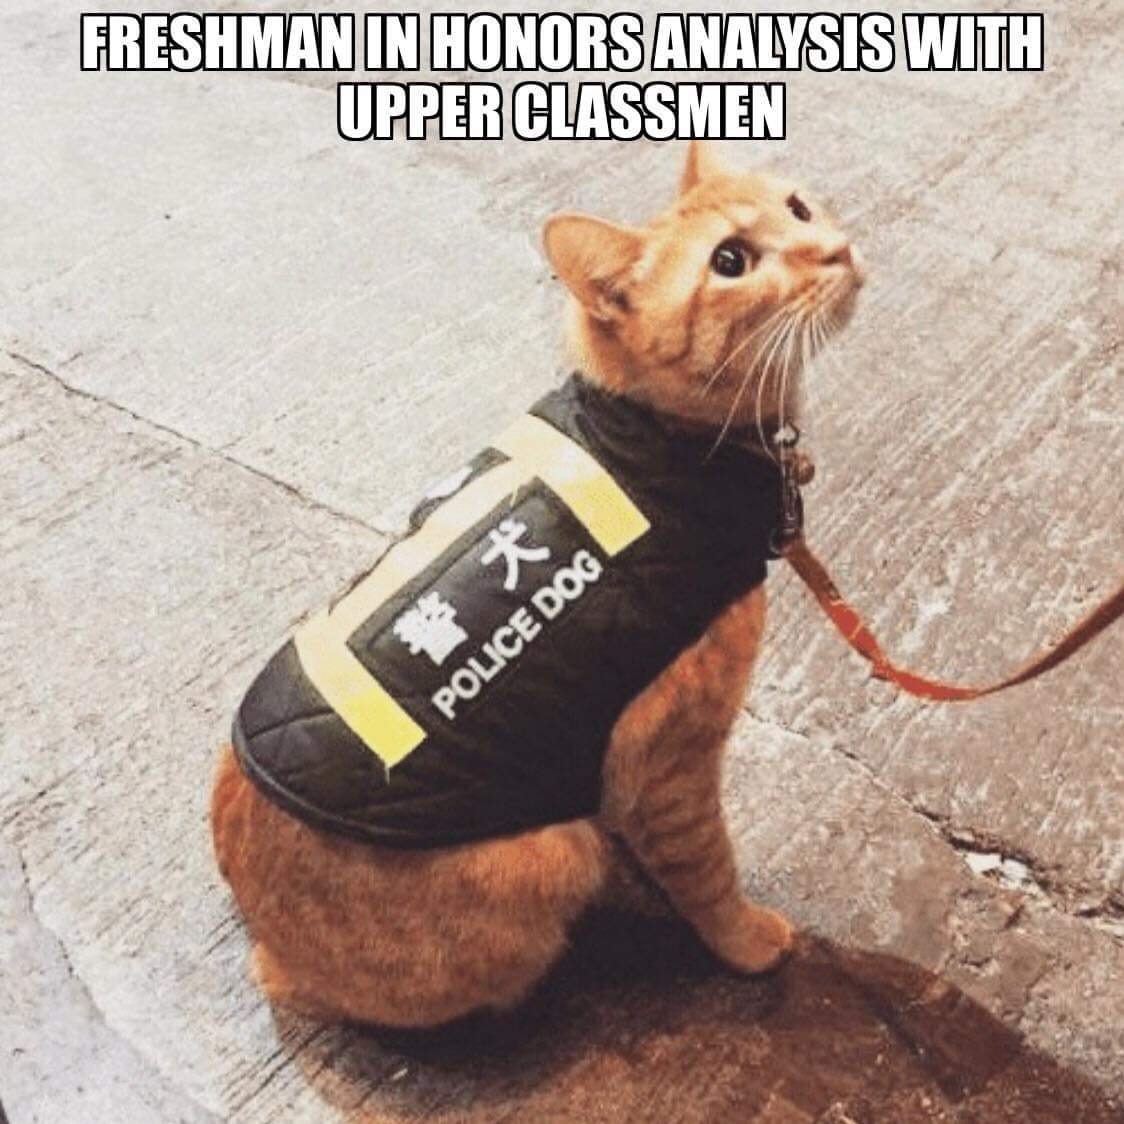 FRESHMAN IN HONORS ANALYSIS WITH
UPPER CLASSMEN
警犬
POLICE DOG